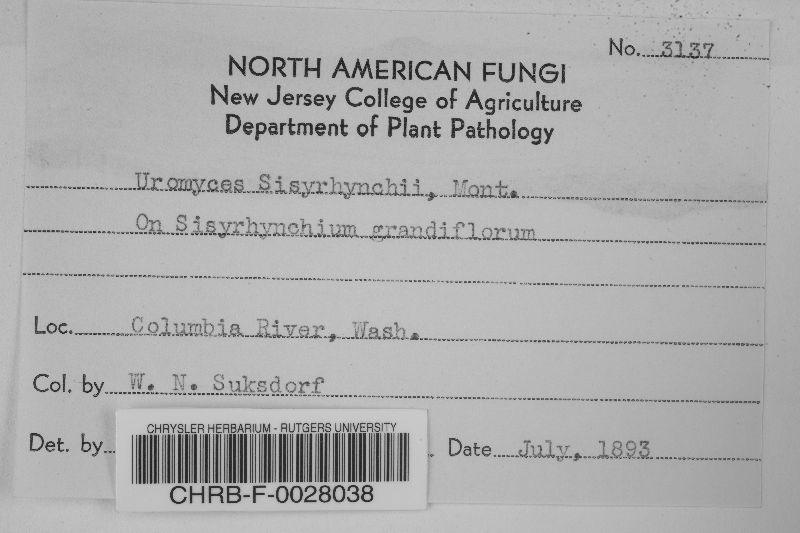 No. 3137
NORTH AMERICAN FUNGI
New Jersey College of Agriculture
Department of Plant Pathology
Uromyces Sisyrhynchii, Mont.
On Sisyrhynchium grandiflorum
Loc. Columbia River, Wash.
Col. by W. N. Suksdorf
Det. by Date July, 1893
CHRYSLER HERBARIUM - RUTGERS UNIVERSITY
CHRB-F-0028038